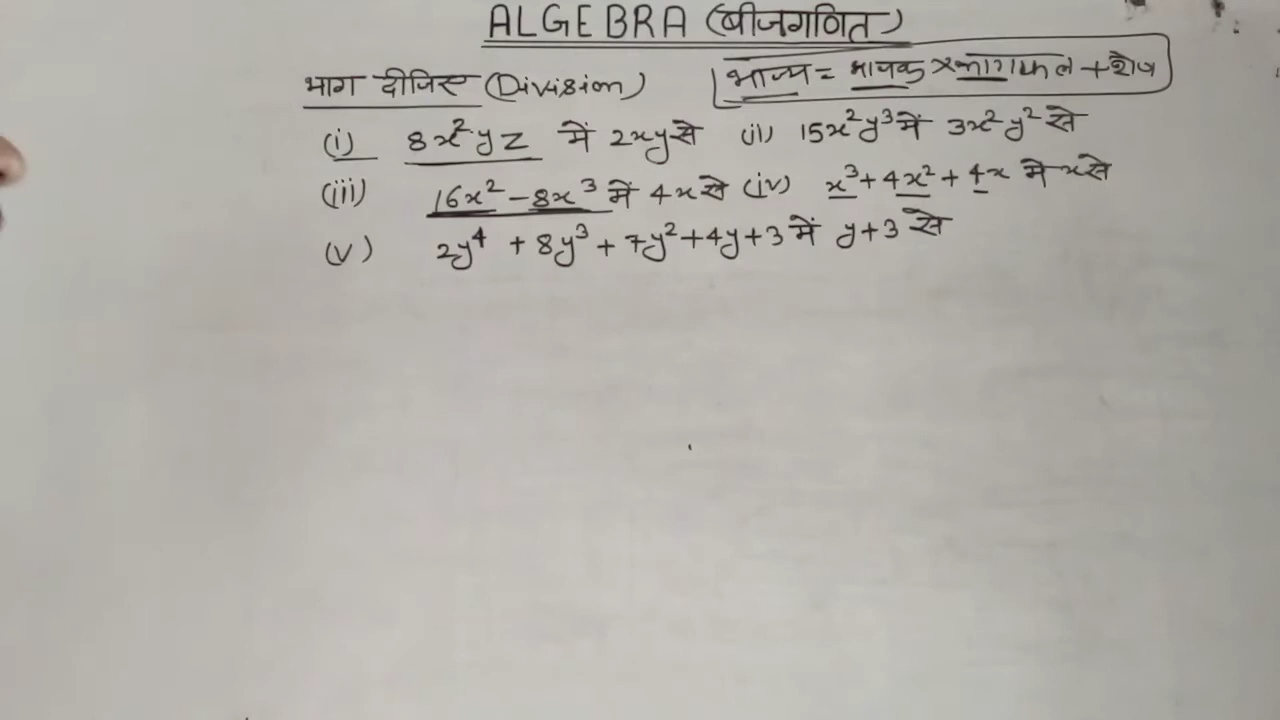 ALGEBRA (बीजगणित)
भाग दीजिए (Division) भाज्य = भाजक × भागफल + शेष
(i) 8x²yz में 2xy से (ii) 15x²y³ में 3x²y² से
(iii) 16x² - 8x³ में 4x से (iv) x³ + 4x² + 4x में x से
(v) 2y⁴ + 8y³ + 7y² + 4y + 3 में y + 3 से